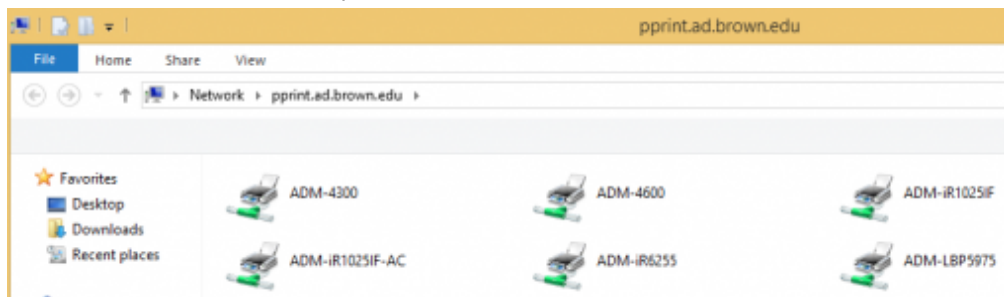 pprint.ad.brown.edu
File Home Share View
Network pprint.ad.brown.edu
Favorites
Desktop
Downloads
Recent places
ADM-4300 ADM-4600 ADM-iR1025IF
ADM-iR1025IF-AC ADM-iR6255 ADM-LBP5975